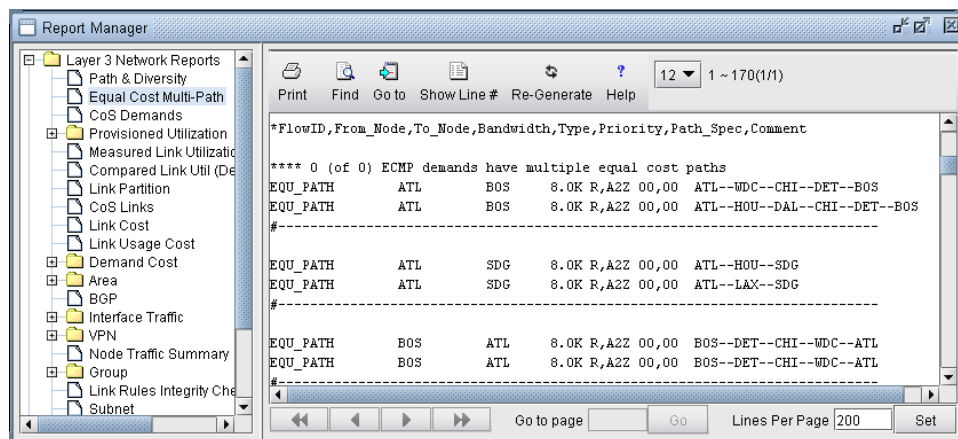 Report Manager
Layer 3 Network Reports
Path & Diversity
Equal Cost Multi-Path
CoS Demands
Provisioned Utilization
Measured Link Utilizatio
Compared Link Util (De
Link Partition
CoS Links
Link Cost
Link Usage Cost
Demand Cost
Area
BGP
Interface Traffic
VPN
Node Traffic Summary
Group
Link Rules Integrity Che
Subnet
Print Find Go to Show Line # Re-Generate Help 12 1 ~ 170(1/1)
*FlowID,From_Node,To_Node,Bandwidth,Type,Priority,Path_Spec,Comment
**** 0 (of 0) ECMP demands have multiple equal cost paths
EQU_PATH ATL BOS 8.0K R,A2Z 00,00 ATL--WDC--CHI--DET--BOS
EQU_PATH ATL BOS 8.0K R,A2Z 00,00 ATL--HOU--DAL--CHI--DET--BOS
#---------------------------------------------------------------------------
EQU_PATH ATL SDG 8.0K R,A2Z 00,00 ATL--HOU--SDG
EQU_PATH ATL SDG 8.0K R,A2Z 00,00 ATL--LAX--SDG
#---------------------------------------------------------------------------
EQU_PATH BOS ATL 8.0K R,A2Z 00,00 BOS--DET--CHI--WDC--ATL
EQU_PATH BOS ATL 8.0K R,A2Z 00,00 BOS--DET--CHI--WDC--ATL
#---------------------------------------------------------------------------
Go to page Go Lines Per Page 200 Set